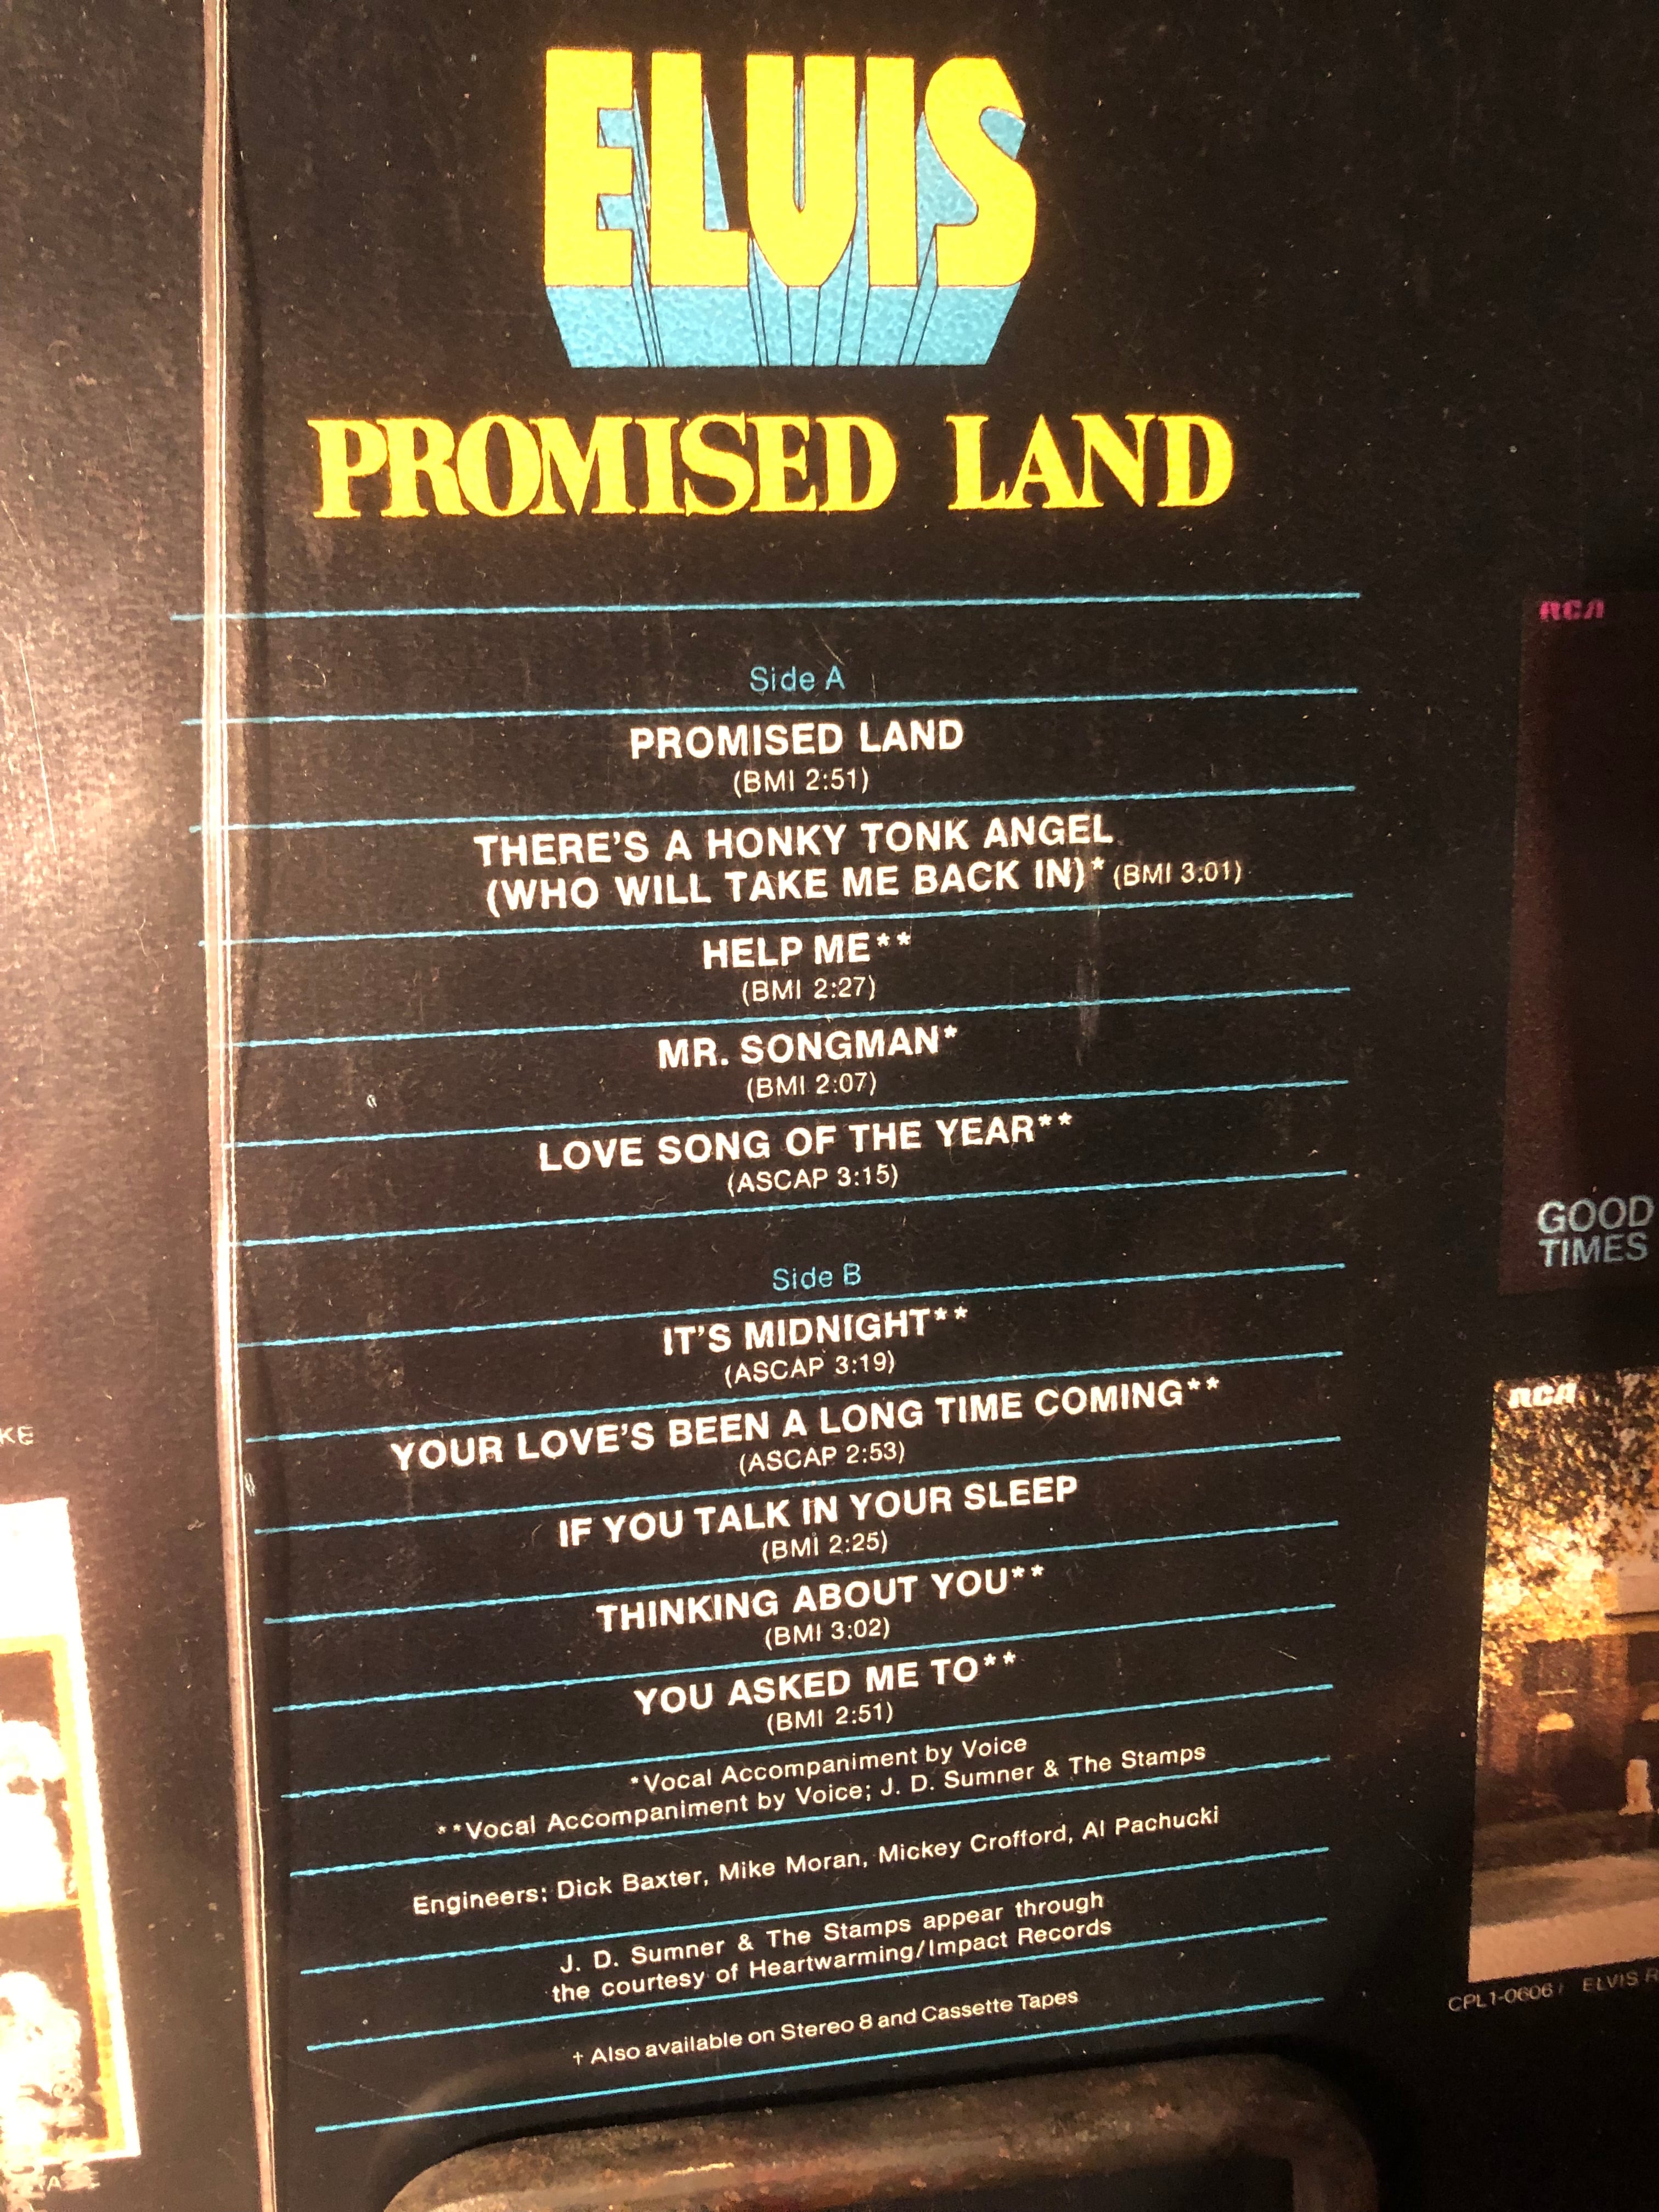 ELVIS
PROMISED LAND
Side A
PROMISED LAND
(BMI 2:51)
THERE'S A HONKY TONK ANGEL
(WHO WILL TAKE ME BACK IN)* (BMI 3:01)
HELP ME**
(BMI 2:27)
MR. SONGMAN*
(BMI 2:07)
LOVE SONG OF THE YEAR**
(ASCAP 3:15)
Side B
IT'S MIDNIGHT**
(ASCAP 3:19)
YOUR LOVE'S BEEN A LONG TIME COMING**
(ASCAP 2:53)
IF YOU TALK IN YOUR SLEEP
(BMI 2:25)
THINKING ABOUT YOU**
(BMI 3:02)
YOU ASKED ME TO**
(BMI 2:51)
*Vocal Accompaniment by Voice
**Vocal Accompaniment by Voice; J. D. Sumner & The Stamps
Engineers: Dick Baxter, Mike Moran, Mickey Crofford, Al Pachucki
J. D. Sumner & The Stamps appear through
the courtesy of Heartwarming/Impact Records
† Also available on Stereo 8 and Cassette Tapes
RCA
GOOD
TIMES
RCA
CPL1-0606† ELVIS R
KE